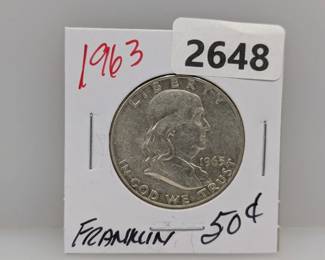 1963
2648
LIBERTY
1963
IN GOD WE TRUST
FRANKLIN 50¢